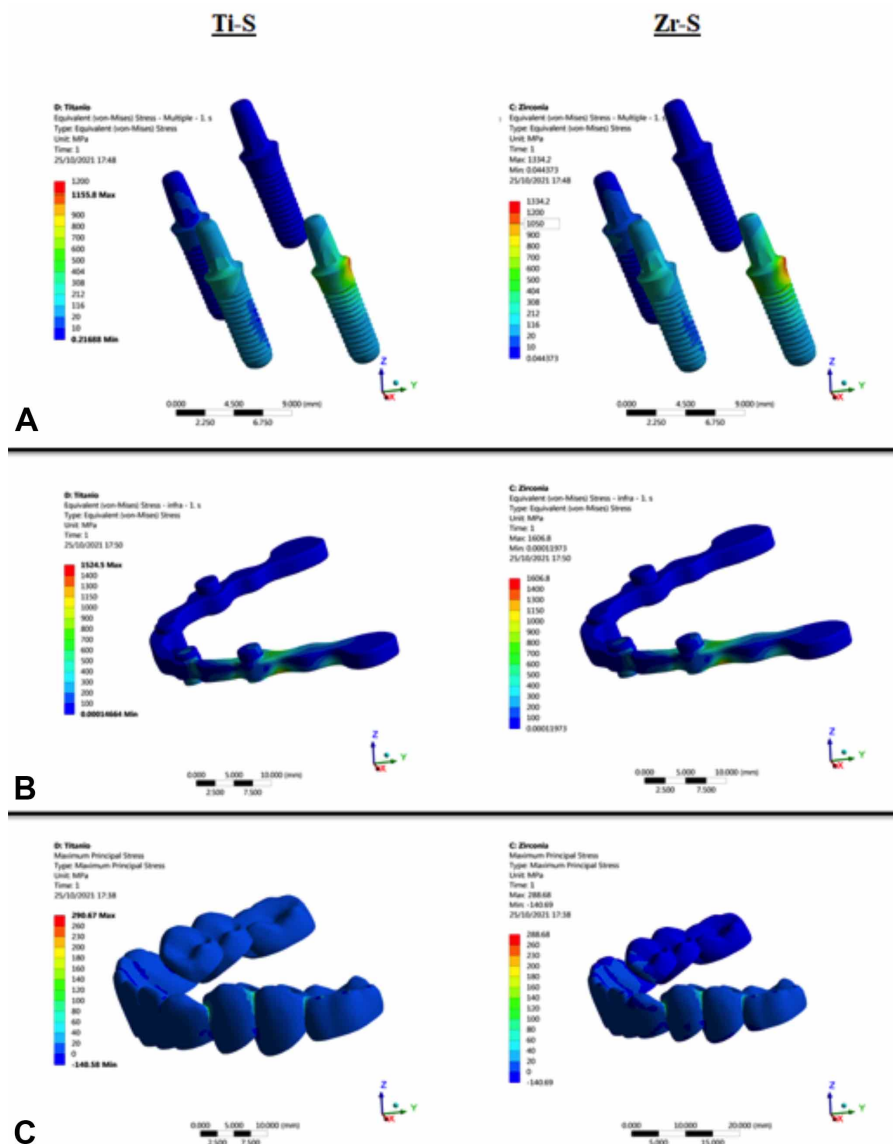 Ti-S
Zr-S
D: Titanio
Equivalent (von-Mises) Stress - Multiple - 1. s
Type: Equivalent (von-Mises) Stress
Unit: MPa
Time: 1
25/10/2021 17:48
1200
1155.8 Max
900
700
600
500
404
308
212
116
20
10
0.21688 Min
0.000
4.500
9.000 (mm)
2.250
6.750
Z
Y
X
C: Zirconia
Equivalent (von-Mises) Stress - Multiple - 1. s
Type: Equivalent (von-Mises) Stress
Unit: MPa
Time: 1
Max: 1334.2
Min: 0.044373
25/10/2021 17:48
1334.2
1200
1050
900
700
600
500
404
308
212
116
20
10
0.044373
0.000
4.500
9.000 (mm)
2.250
6.750
Z
Y
X
A
D: Titanio
Equivalent (von-Mises) Stress - infra - 1. s
Type: Equivalent (von-Mises) Stress
Unit: MPa
Time: 1
25/10/2021 17:50
1524.5 Max
1400
1300
1150
1000
900
800
700
600
500
400
300
200
100
0.00014664 Min
0.000
5.000
10.000 (mm)
2.500
7.500
Z
Y
X
C: Zirconia
Equivalent (von-Mises) Stress - infra - 1. s
Type: Equivalent (von-Mises) Stress
Unit: MPa
Time: 1
Max: 1606.8
Min: 0.00011973
25/10/2021 17:50
1606.8
1400
1300
1150
1000
900
800
700
600
500
400
300
200
100
0.00011973
0.000
5.000
10.000 (mm)
2.500
7.500
Z
Y
X
B
D: Titanio
Maximum Principal Stress
Type: Maximum Principal Stress
Unit: MPa
Time: 1
25/10/2021 17:38
290.67 Max
260
230
200
180
160
140
120
100
80
60
40
20
0
-140.58 Min
0.000
5.000
10.000 (mm)
2.500
7.500
Z
Y
X
C: Zirconia
Maximum Principal Stress
Type: Maximum Principal Stress
Unit: MPa
Time: 1
Max: 288.68
Min: -140.69
25/10/2021 17:38
288.68
260
230
200
180
160
140
120
100
80
60
40
20
0
-140.69
0.000
10.000
20.000 (mm)
5.000
15.000
Z
Y
X
C